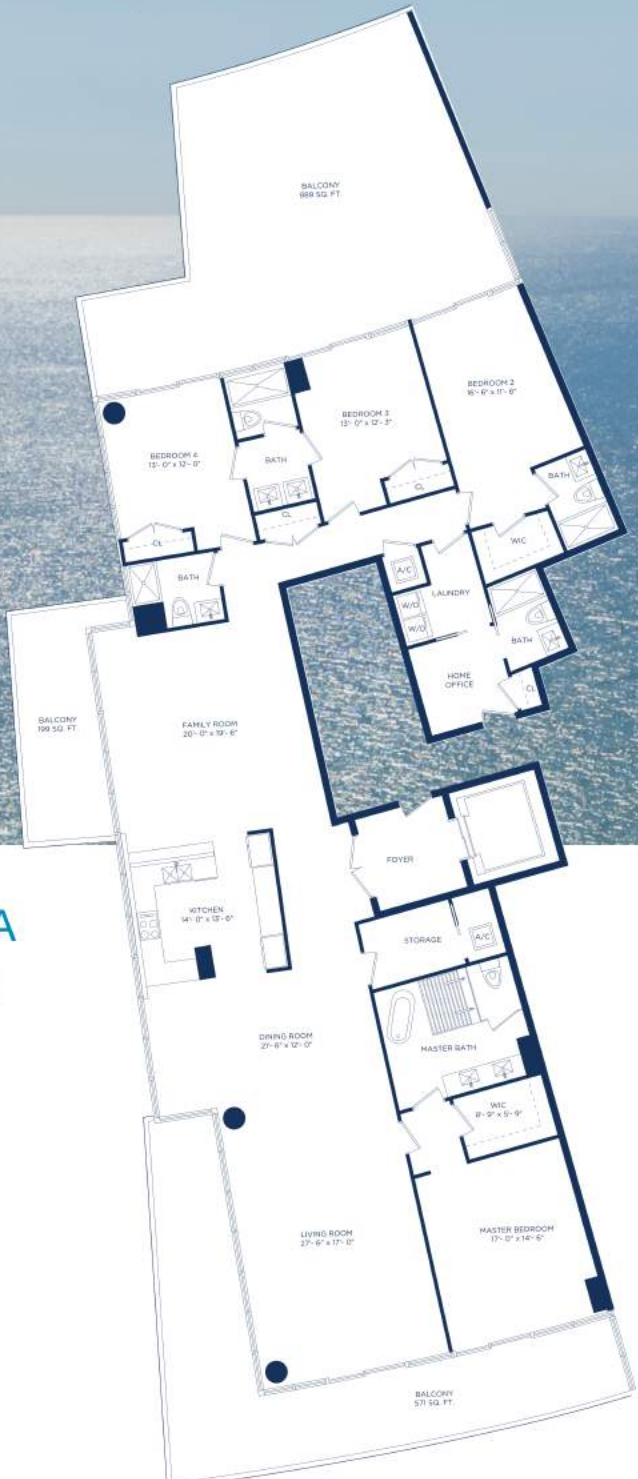 BALCONY
989 SQ. FT.
BEDROOM 2
16'- 6" x 11'- 6"
BEDROOM 3
13'- 0" x 12'- 3"
BEDROOM 4
13'- 0" x 12'- 0"
BATH
BATH
CL
CL
CL
WIC
BATH
A/C
LAUNDRY
W/D
W/D
BATH
HOME
OFFICE
CL
BALCONY
199 SQ. FT.
FAMILY ROOM
20'- 0" x 19'- 6"
FOYER
KITCHEN
14'- 0" x 13'- 6"
A
STORAGE
A/C
DINING ROOM
27'- 6" x 12'- 0"
MASTER BATH
WIC
8'- 9" x 5'- 9"
LIVING ROOM
27'- 6" x 17'- 0"
MASTER BEDROOM
17'- 0" x 14'- 6"
BALCONY
571 SQ. FT.